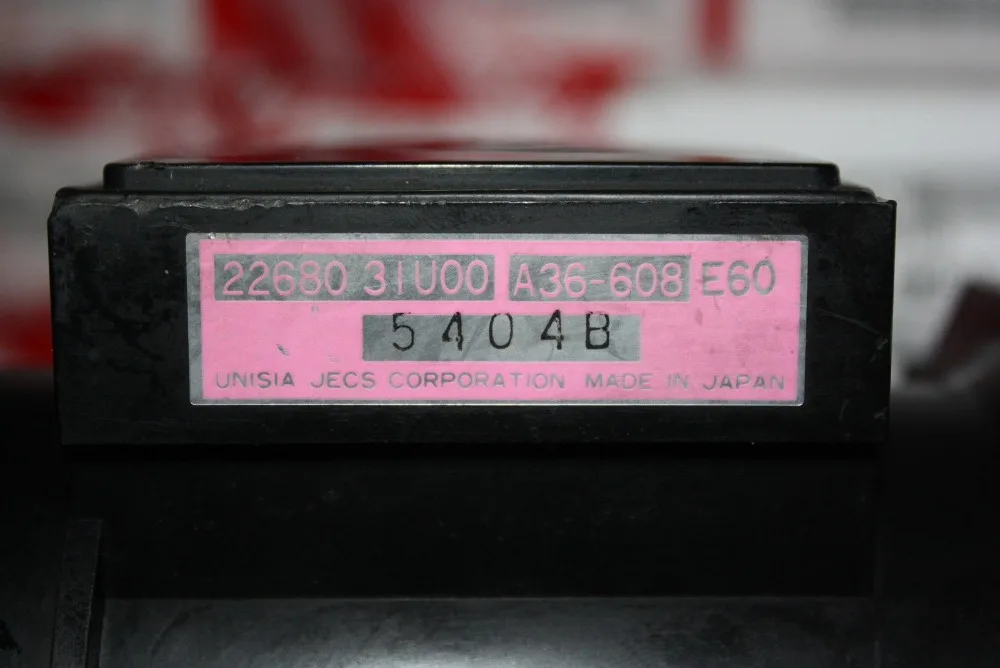 22680 31U00 A36-608 E60
5404B
UNISIA JECS CORPORATION MADE IN JAPAN